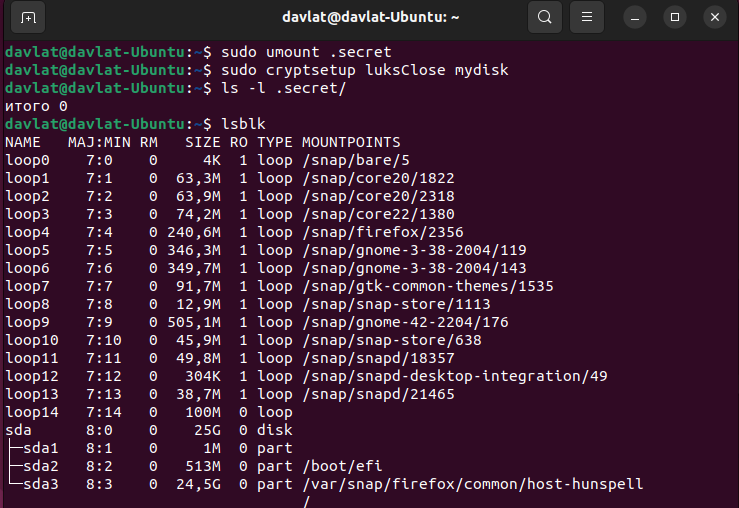 davlat@davlat-Ubuntu: ~
davlat@davlat-Ubuntu:~$ sudo umount .secret
davlat@davlat-Ubuntu:~$ sudo cryptsetup luksClose mydisk
davlat@davlat-Ubuntu:~$ ls -l .secret/
итого 0
davlat@davlat-Ubuntu:~$ lsblk
NAME   MAJ:MIN RM   SIZE RO TYPE MOUNTPOINTS
loop0    7:0    0     4K  1 loop /snap/bare/5
loop1    7:1    0  63,3M  1 loop /snap/core20/1822
loop2    7:2    0  63,9M  1 loop /snap/core20/2318
loop3    7:3    0  74,2M  1 loop /snap/core22/1380
loop4    7:4    0 240,6M  1 loop /snap/firefox/2356
loop5    7:5    0 346,3M  1 loop /snap/gnome-3-38-2004/119
loop6    7:6    0 349,7M  1 loop /snap/gnome-3-38-2004/143
loop7    7:7    0  91,7M  1 loop /snap/gtk-common-themes/1535
loop8    7:8    0  12,9M  1 loop /snap/snap-store/1113
loop9    7:9    0 505,1M  1 loop /snap/gnome-42-2204/176
loop10   7:10   0  45,9M  1 loop /snap/snap-store/638
loop11   7:11   0  49,8M  1 loop /snap/snapd/18357
loop12   7:12   0   304K  1 loop /snap/snapd-desktop-integration/49
loop13   7:13   0  38,7M  1 loop /snap/snapd/21465
loop14   7:14   0   100M  0 loop
sda      8:0    0    25G  0 disk
├─sda1   8:1    0     1M  0 part
├─sda2   8:2    0   513M  0 part /boot/efi
└─sda3   8:3    0  24,5G  0 part /var/snap/firefox/common/host-hunspell
/